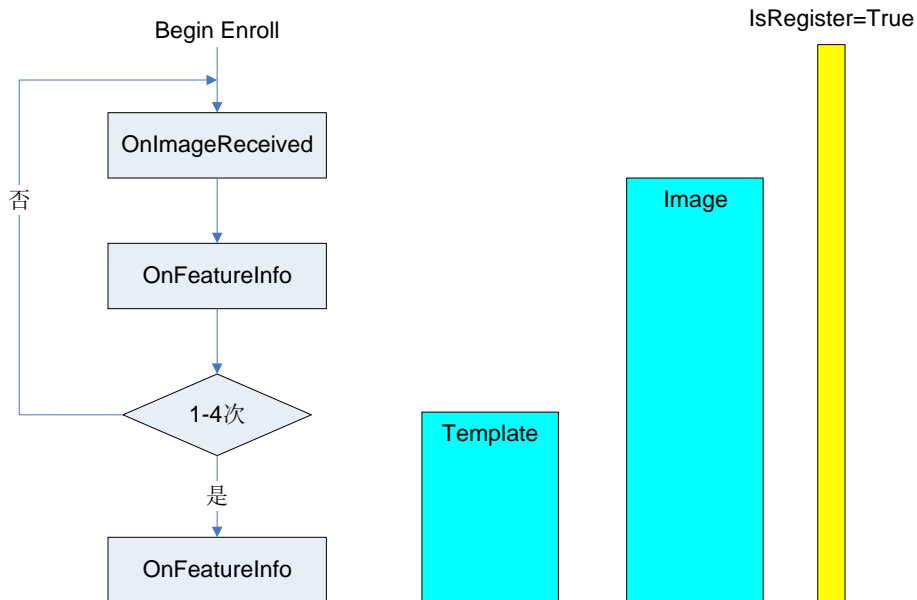 IsRegister=True
Begin Enroll
OnImageReceived
否
Image
OnFeatureInfo
1-4次
Template
是
OnFeatureInfo